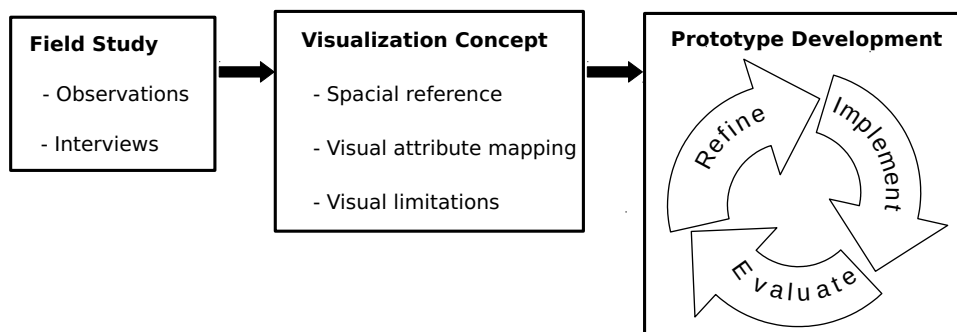 Field Study
- Observations
- Interviews
Visualization Concept
- Spacial reference
- Visual attribute mapping
- Visual limitations
Prototype Development
Refine
Implement
Evaluate